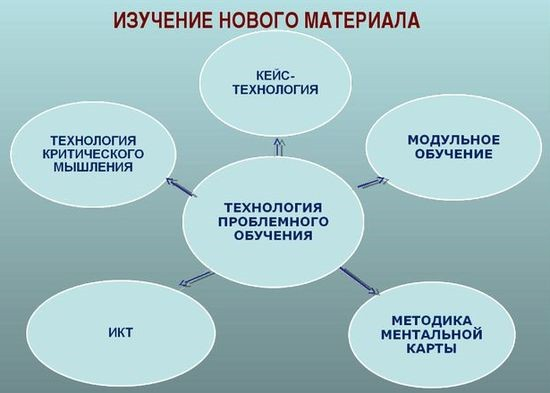 ИЗУЧЕНИЕ НОВОГО МАТЕРИАЛА
КЕЙС-
ТЕХНОЛОГИЯ
ТЕХНОЛОГИЯ
КРИТИЧЕСКОГО
МЫШЛЕНИЯ
МОДУЛЬНОЕ
ОБУЧЕНИЕ
ТЕХНОЛОГИЯ
ПРОБЛЕМНОГО
ОБУЧЕНИЯ
ИКТ
МЕТОДИКА
МЕНТАЛЬНОЙ
КАРТЫ